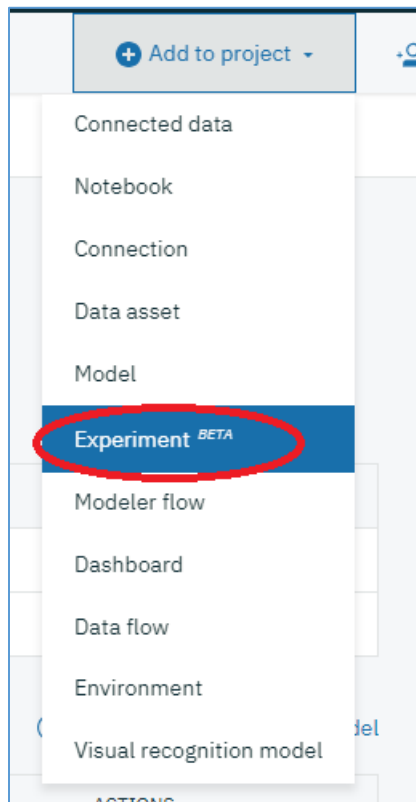 Add to project
Connected data
Notebook
Connection
Data asset
Model
Experiment BETA
Modeler flow
Dashboard
Data flow
Environment
Visual recognition model